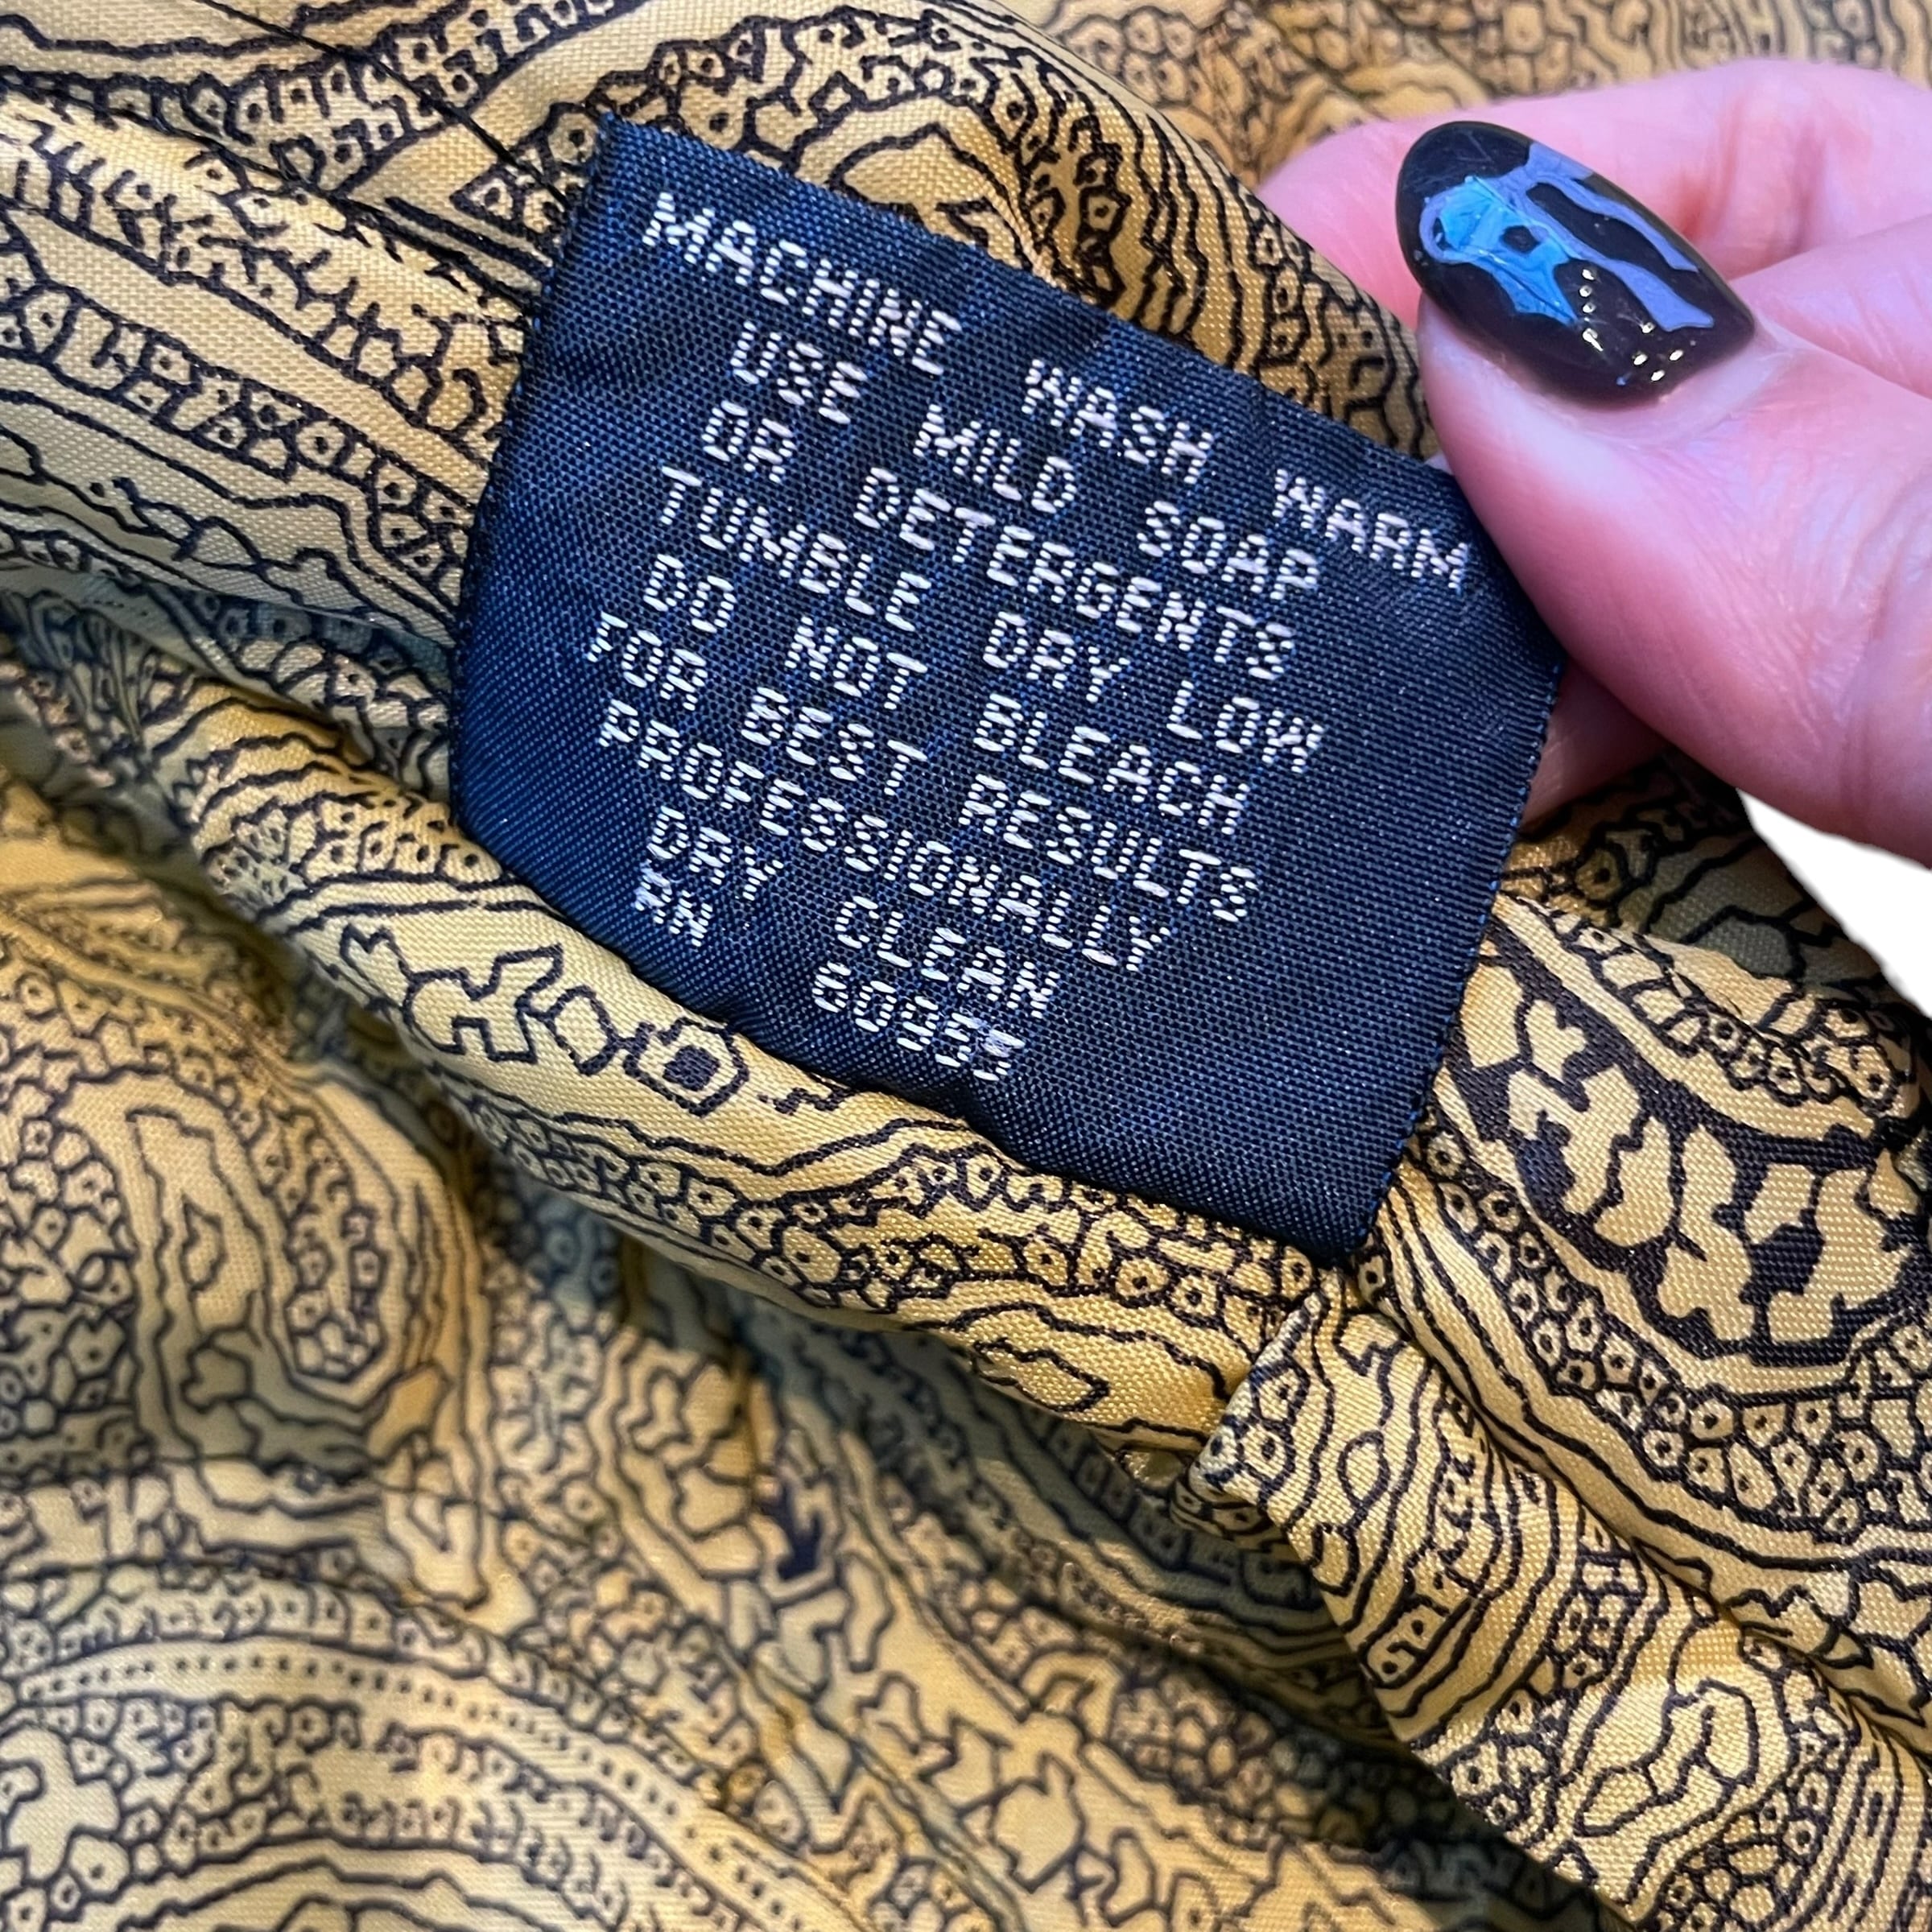 MACHINE WASH WARM
USE MILD SOAP
OR DETERGENTS
TUMBLE DRY LOW
DO NOT BLEACH
FOR BEST RESULTS
PROFESSIONALLY
DRY CLEAN
RN